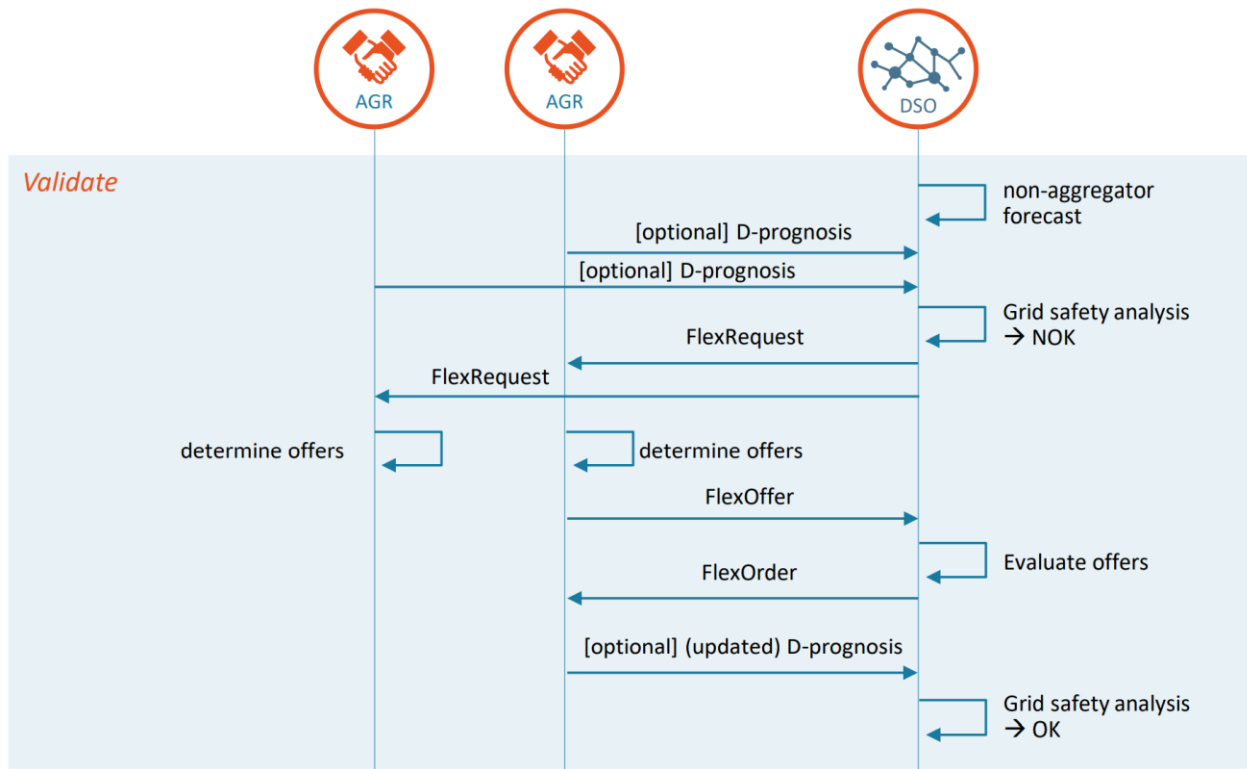 AGR
AGR
DSO
Validate
non-aggregator
forecast
[optional] D-prognosis
[optional] D-prognosis
Grid safety analysis
→ NOK
FlexRequest
FlexRequest
determine offers
determine offers
FlexOffer
Evaluate offers
FlexOrder
[optional] (updated) D-prognosis
Grid safety analysis
→ OK